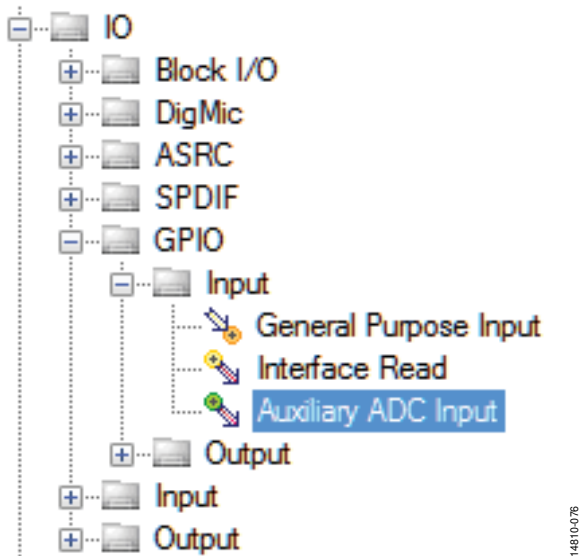 IO
Block I/O
DigMic
ASRC
SPDIF
GPIO
Input
General Purpose Input
Interface Read
Auxiliary ADC Input
Output
Input
Output
14810-076